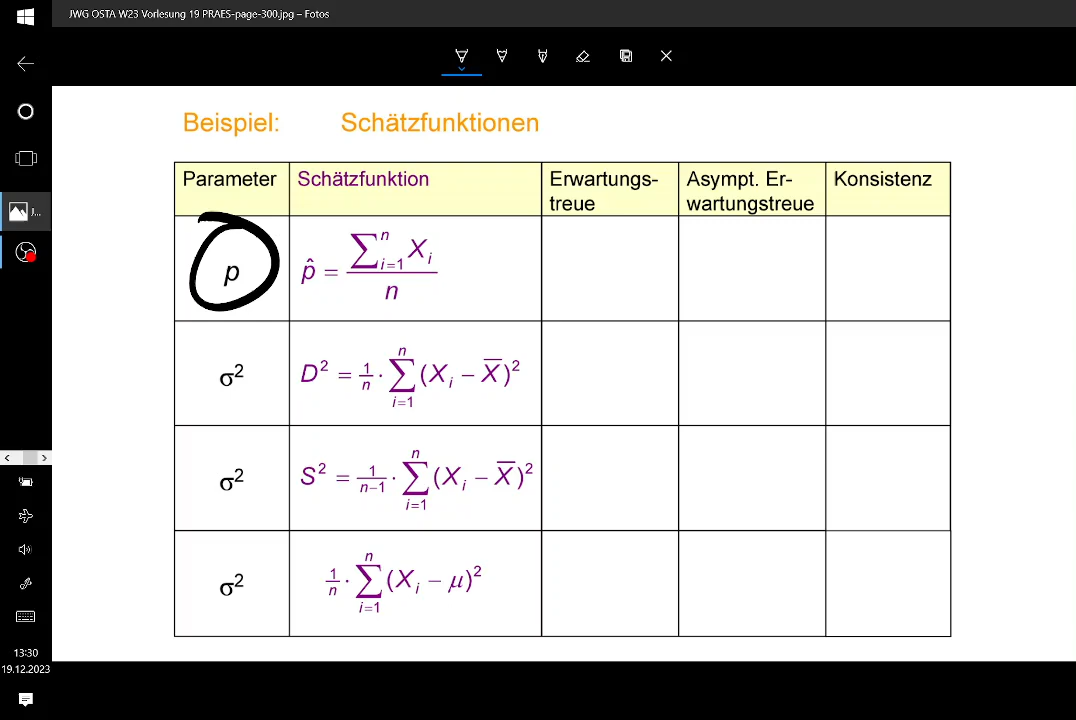 JWG OSTA W23 Vorlesung 19 PRAES-page-300.jpg – Fotos
Beispiel: Schätzfunktionen
Parameter Schätzfunktion Erwartungs- Asympt. Er- Konsistenz
treue wartungstreue
J...
p p̂ = ∑ⁿᵢ₌₁ Xᵢ / n
σ² D² = 1/n · ∑ⁿᵢ₌₁ (Xᵢ − X̅)²
σ² S² = 1/(n−1) · ∑ⁿᵢ₌₁ (Xᵢ − X̅)²
σ² 1/n · ∑ⁿᵢ₌₁ (Xᵢ − μ)²
13:30
19.12.2023